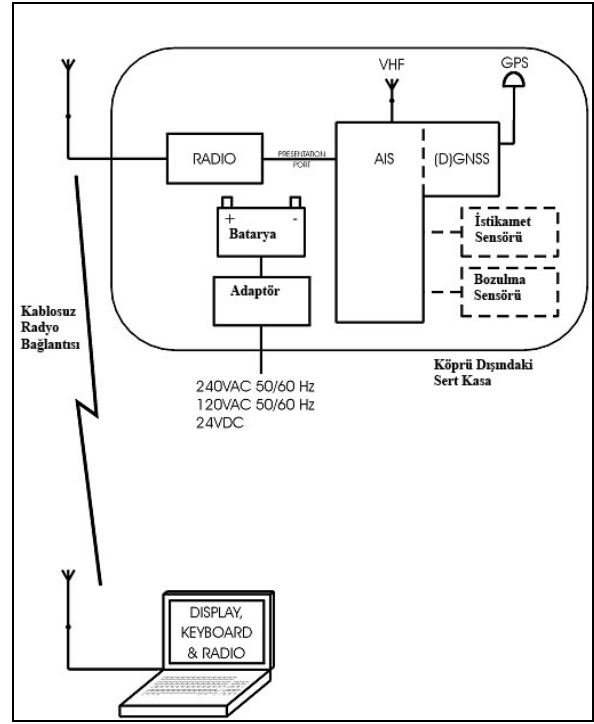 VHF
GPS
RADIO
PRESENTATION
PORT
AIS
(D)GNSS
+ -
Batarya
İstikamet
Sensörü
Adaptör
Bozulma
Sensörü
Kablosuz
Radyo
Bağlantısı
Köprü Dışındaki
Sert Kasa
240VAC 50/60 Hz
120VAC 50/60 Hz
24VDC
DISPLAY,
KEYBOARD
& RADIO